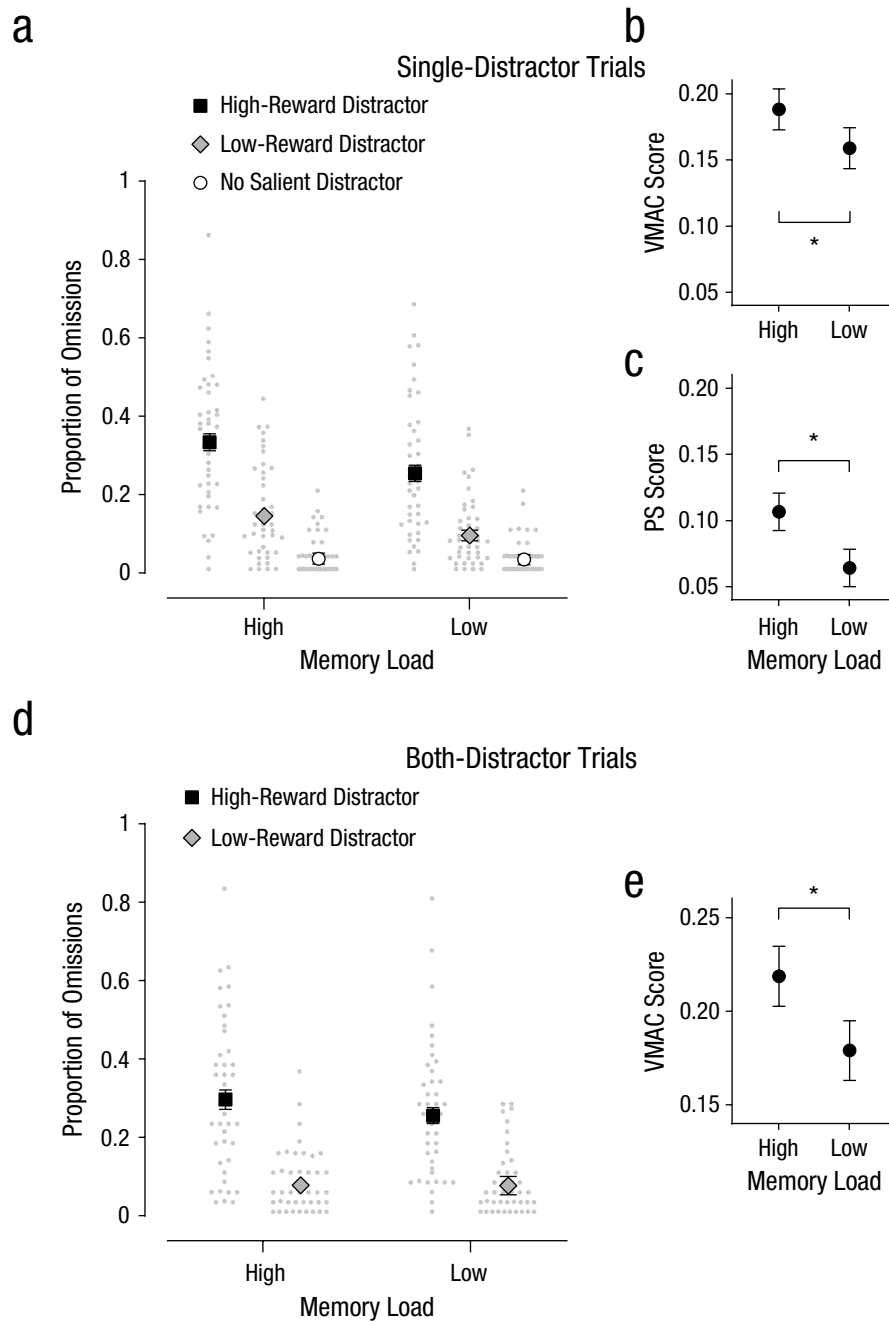 a
Single-Distractor Trials
High-Reward Distractor
Low-Reward Distractor
No Salient Distractor
1
0.8
0.6
0.4
0.2
0
Proportion of Omissions
High
Low
Memory Load
b
0.20
0.15
0.10
0.05
VMAC Score
*
High
Low
c
0.20
0.15
0.10
0.05
PS Score
*
High
Low
Memory Load
d
Both-Distractor Trials
High-Reward Distractor
Low-Reward Distractor
1
0.8
0.6
0.4
0.2
0
Proportion of Omissions
High
Low
Memory Load
e
0.25
0.20
0.15
VMAC Score
*
High
Low
Memory Load